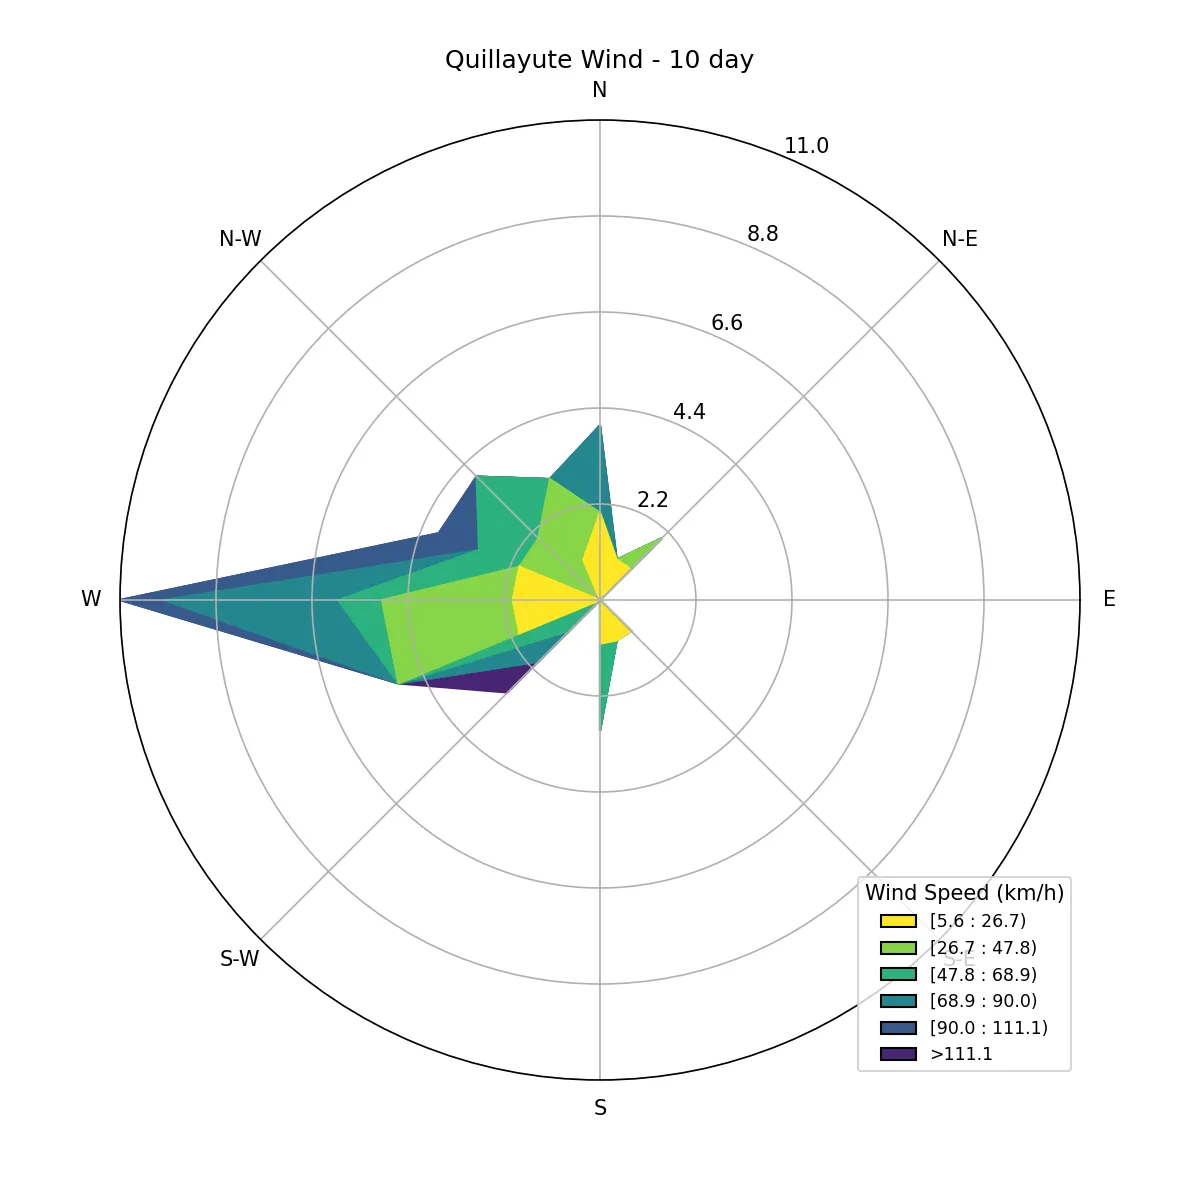 Quillayute Wind - 10 day
N
11.0
N-W
8.8
N-E
6.6
4.4
2.2
W
E
Wind Speed (km/h)
[5.6 : 26.7)
[26.7 : 47.8)
S-W
S-E
[47.8 : 68.9)
[68.9 : 90.0)
[90.0 : 111.1)
>111.1
S